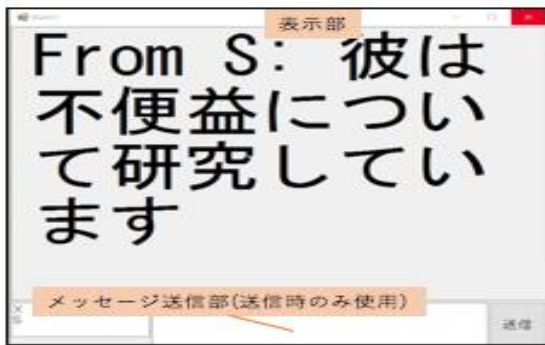 表示部
From S: 彼は
不便益につい
て研究してい
ます
メッセージ送信部(送信時のみ使用)
送信